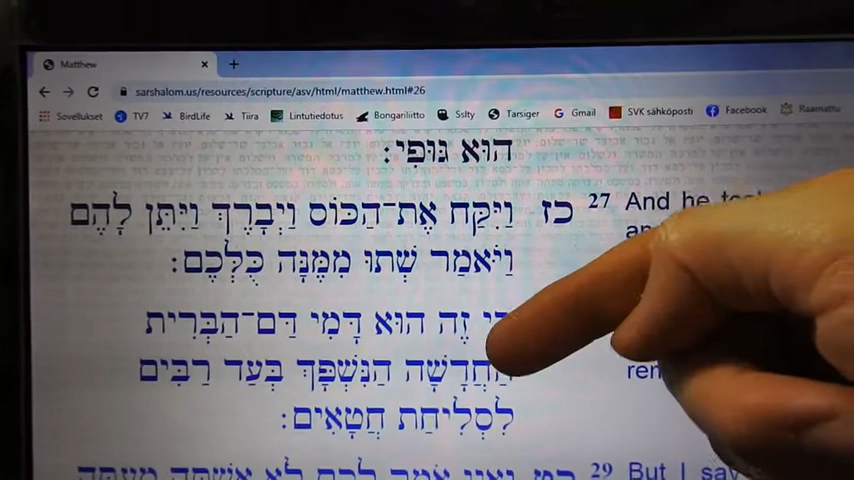 Matthew
sarshalom.us/resources/scripture/asv/html/matthew.html#26
Sovellukset TV7 BirdLife Tiira Lintutiedotus Bongariliitto Sslty Tarsiger Gmail SVK sähköposti Facebook Raamattu
הוּא גּוּפִי׃
כז וַיִּקַּח אֶת־הַכּוֹס וַיְבָרֶךְ וַיִּתֵּן לָהֶם
וַיֹּאמַר שְׁתוּ מִמֶּנָּה כֻּלְּכֶם׃
27 And he
זֶה הוּא דָּמִי דַּם־הַבְּרִית
הַחֲדָשָׁה הַנִּשְׁפָּךְ בְּעַד רַבִּים
לִסְלִיחַת חֲטָאִים׃
29 But I say